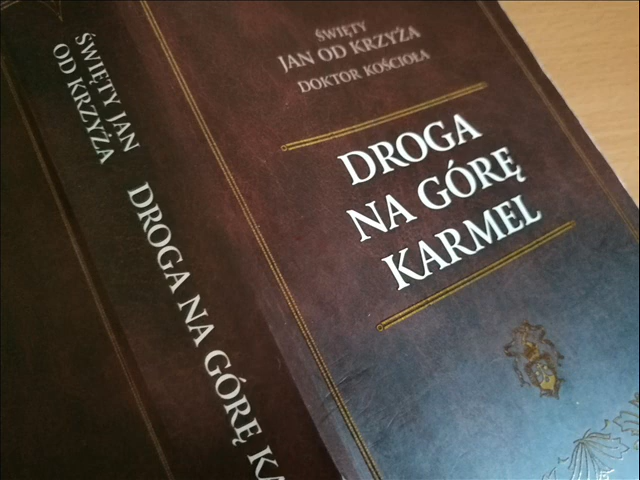 ŚWIĘTY JAN
OD KRZYŻA
DROGA NA GÓRĘ
ŚWIĘTY
JAN OD KRZYŻA
DOKTOR KOŚCIOŁA
DROGA
NA GÓRĘ
KARMEL